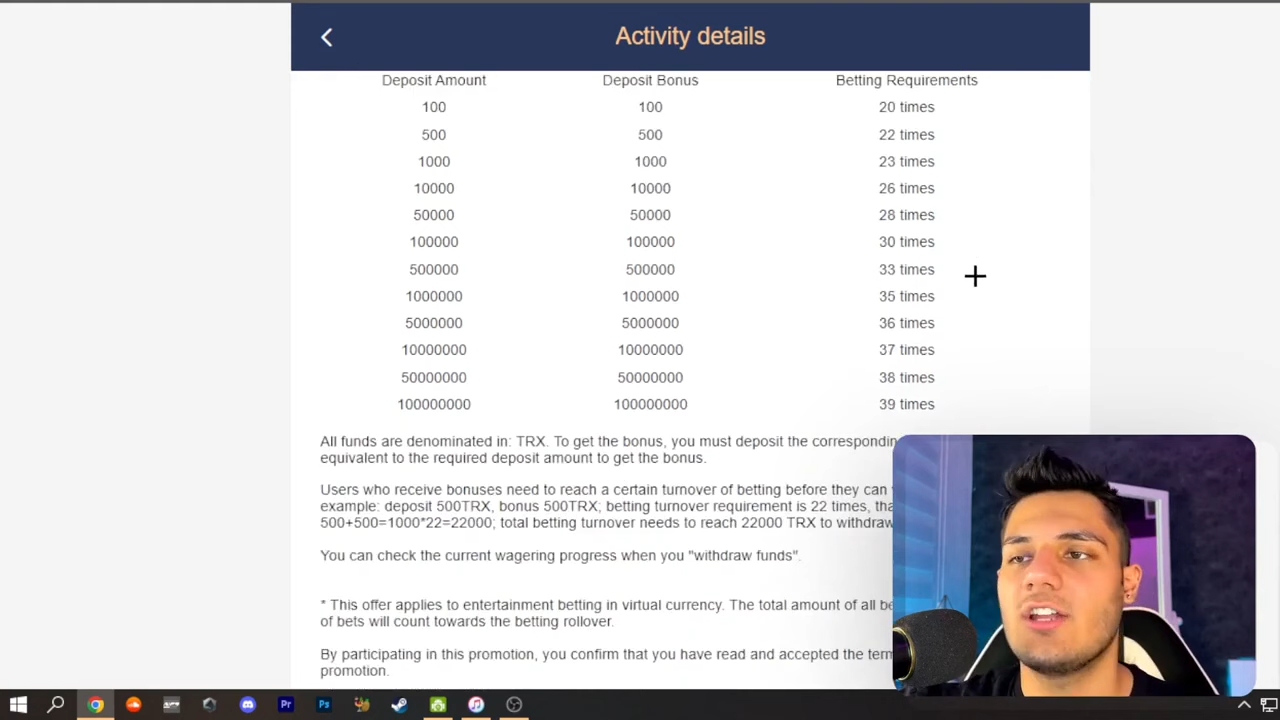 Activity details
Deposit Amount Deposit Bonus Betting Requirements
100 100 20 times
500 500 22 times
1000 1000 23 times
10000 10000 26 times
50000 50000 28 times
100000 100000 30 times
500000 500000 33 times
1000000 1000000 35 times
5000000 5000000 36 times
10000000 10000000 37 times
50000000 50000000 38 times
100000000 100000000 39 times
All funds are denominated in: TRX. To get the bonus, you must deposit the corresponding
equivalent to the required deposit amount to get the bonus.
Users who receive bonuses need to reach a certain turnover of betting before they can
example: deposit 500TRX, bonus 500TRX; betting turnover requirement is 22 times,
500+500=1000*22=22000; total betting turnover needs to reach 22000 TRX to withdraw
You can check the current wagering progress when you "withdraw funds".
* This offer applies to entertainment betting in virtual currency. The total amount of all
of bets will count towards the betting rollover.
By participating in this promotion, you confirm that you have read and accepted the
promotion.
Pr Ps